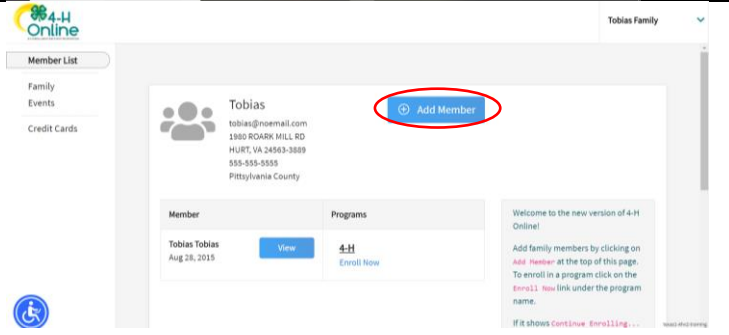 4-H
Online
Tobias Family
Member List
Family
Events
Credit Cards
Tobias
Add Member
tobias@noemail.com
1980 ROARK MILL RD
HURT, VA 24563-3889
555-555-5555
Pittsylvania County
Member
Programs
Tobias Tobias
Aug 28, 2015
View
4-H
Enroll Now
Welcome to the new version of 4-H
Online!
Add family members by clicking on
Add Member at the top of this page.
To enroll in a program click on the
Enroll Now link under the program
name.
If it shows Continue Enrolling...